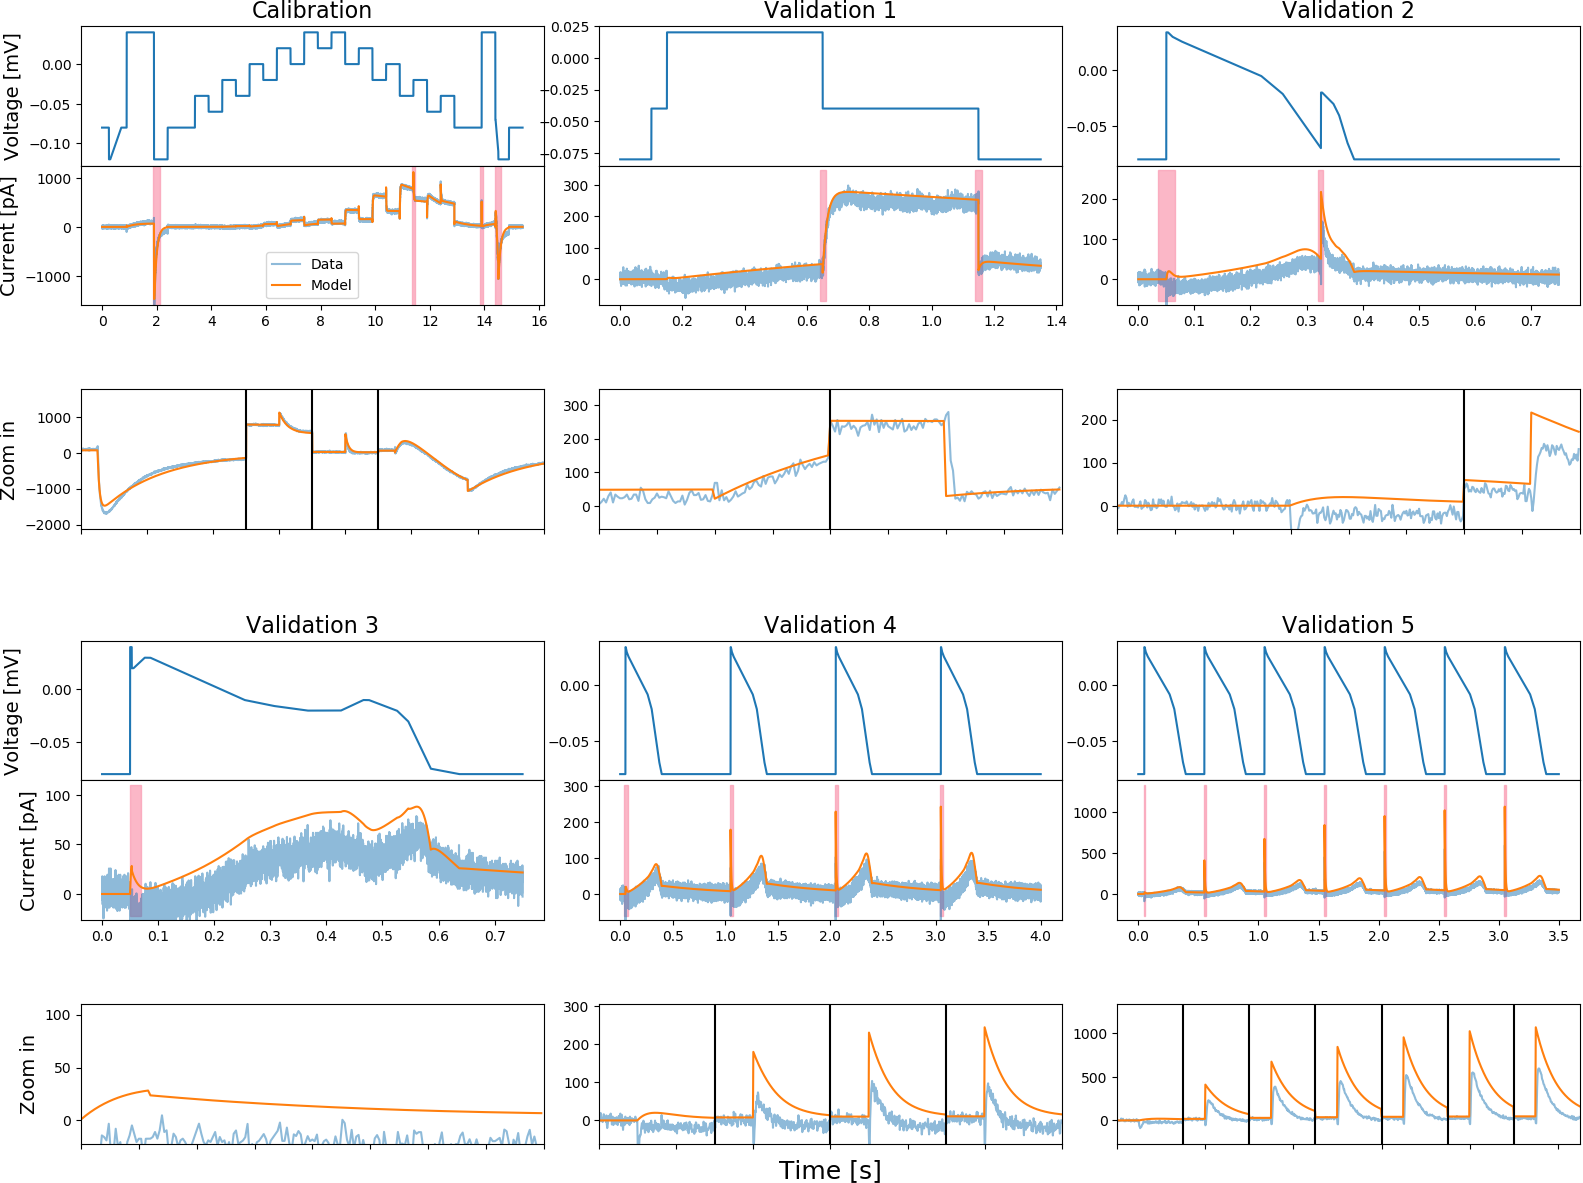 Calibration
Validation 1
Validation 2
Voltage [mV]
0.00
−0.05
−0.10
0.025
0.000
−0.025
−0.050
−0.075
0.00
−0.05
Current [pA]
1000
0
−1000
Data
Model
300
200
100
0
200
100
0
0 2 4 6 8 10 12 14 16
0.0 0.2 0.4 0.6 0.8 1.0 1.2 1.4
0.0 0.1 0.2 0.3 0.4 0.5 0.6 0.7
Zoom in
1000
0
−1000
−2000
300
200
100
0
200
100
0
Validation 3
Validation 4
Validation 5
Voltage [mV]
0.00
−0.05
0.00
−0.05
0.00
−0.05
Current [pA]
100
50
0
300
200
100
0
1000
500
0
0.0 0.1 0.2 0.3 0.4 0.5 0.6 0.7
0.0 0.5 1.0 1.5 2.0 2.5 3.0 3.5 4.0
0.0 0.5 1.0 1.5 2.0 2.5 3.0 3.5
Zoom in
100
50
0
300
200
100
0
1000
500
0
Time [s]